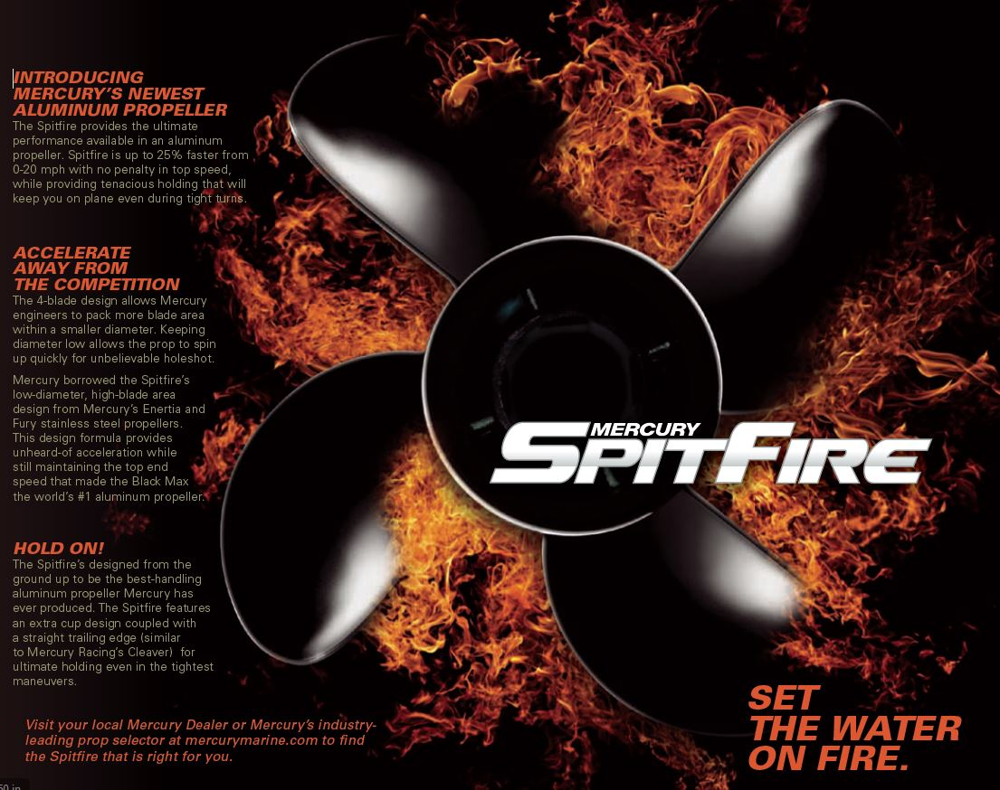 INTRODUCING
MERCURY'S NEWEST
ALUMINUM PROPELLER
The Spitfire provides the ultimate
performance available in an aluminum
propeller. Spitfire is up to 25% faster from
0-20 mph with no penalty in top speed,
while providing tenacious holding that will
keep you on plane even during tight turns.
ACCELERATE
AWAY FROM
THE COMPETITION
The 4-blade design allows Mercury
engineers to pack more blade area
within a smaller diameter. Keeping
diameter low allows the prop to spin
up quickly for unbelievable holeshot.
Mercury borrowed the Spitfire's
low-diameter, high-blade area
design from Mercury's Enertia and
Fury stainless steel propellers.
This design formula provides
unheard-of acceleration while
still maintaining the top end
speed that made the Black Max
the world's #1 aluminum propeller.
HOLD ON!
The Spitfire's designed from the
ground up to be the best-handling
aluminum propeller Mercury has
ever produced. The Spitfire features
an extra cup design coupled with
a straight trailing edge (similar
to Mercury Racing's Cleaver)  for
ultimate holding even in the tightest
maneuvers.
Visit your local Mercury Dealer or Mercury's industry-
leading prop selector at mercurymarine.com to find
the Spitfire that is right for you.
MERCURY
SPITFIRE
SET
THE WATER
ON FIRE.